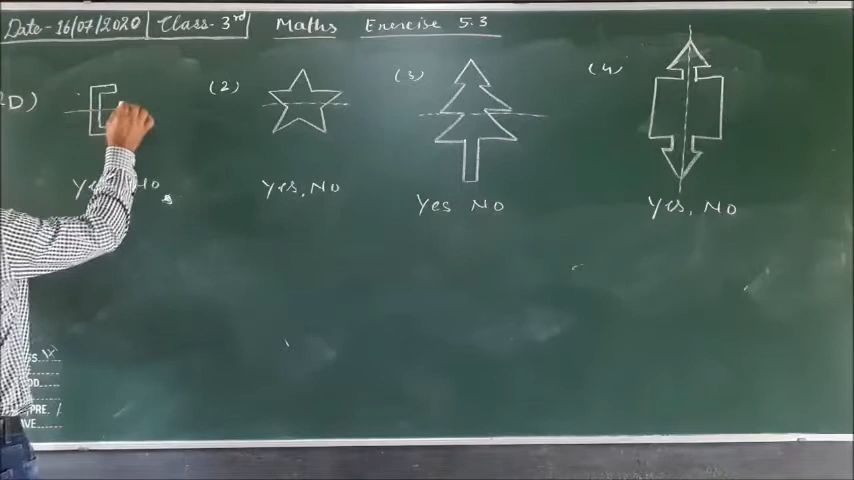 Date-16/07/2020 Class-3rd Maths Exercise 5.3
D) (2) (3) (4)
Yes No Yes, No Yes No Yes, No